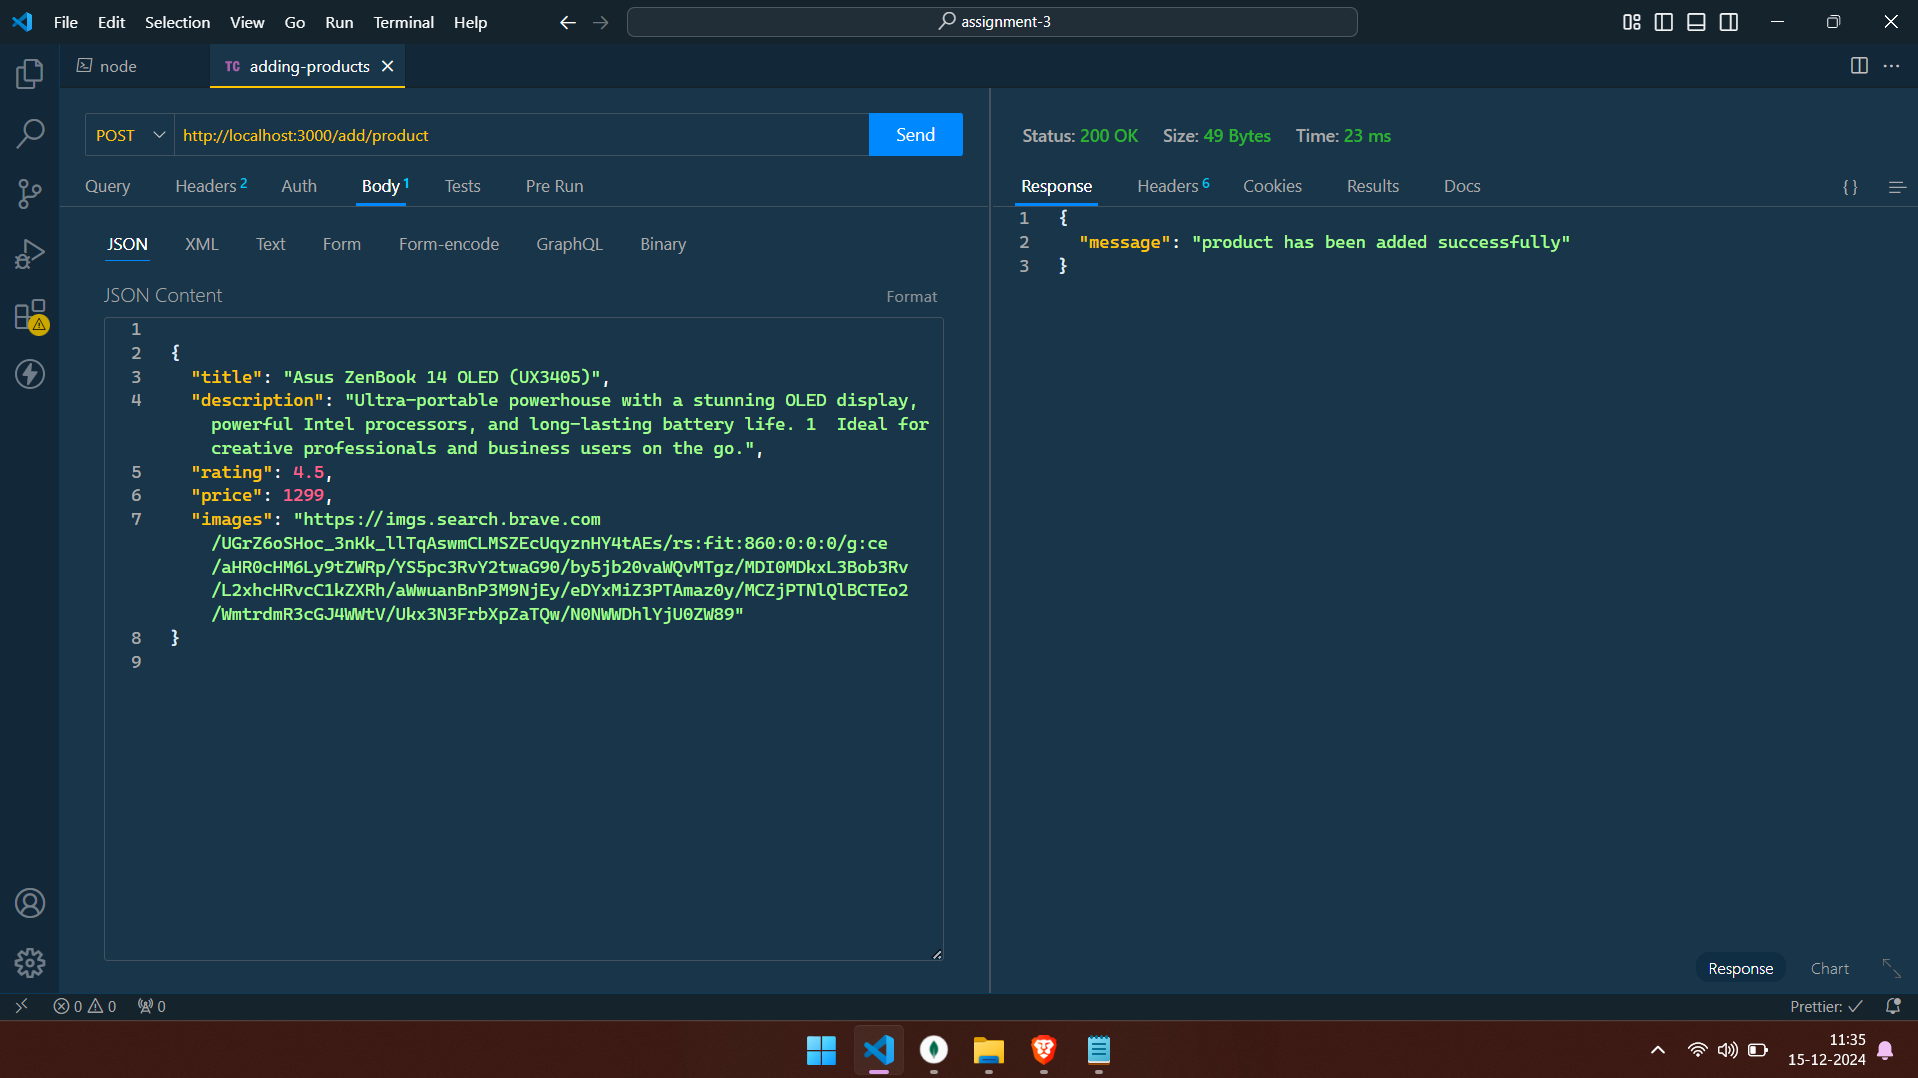 File Edit Selection View Go Run Terminal Help
assignment-3
node
TC adding-products
POST http://localhost:3000/add/product Send
Query Headers 2 Auth Body 1 Tests Pre Run
JSON XML Text Form Form-encode GraphQL Binary
JSON Content Format
1
2 {
3 "title": "Asus ZenBook 14 OLED (UX3405)",
4 "description": "Ultra-portable powerhouse with a stunning OLED display,
powerful Intel processors, and long-lasting battery life. 1  Ideal for
creative professionals and business users on the go.",
5 "rating": 4.5,
6 "price": 1299,
7 "images": "https://imgs.search.brave.com
/UGrZ6oSHoc_3nKk_llTqAswmCLMSZEcUqyznHY4tAEs/rs:fit:860:0:0:0/g:ce
/aHR0cHM6Ly9tZWRp/YS5pc3RvY2twaG90/by5jb20vaWQvMTgz/MDI0MDkxL3Bob3Rv
/L2xhcHRvcC1kZXRh/aWwuanBnP3M9NjEy/eDYxMiZ3PTAmaz0y/MCZjPTNlQlBCTEo2
/WmtrdmR3cGJ4WWtV/Ukx3N3FrbXpZaTQw/N0NWWDhlYjU0ZW89"
8 }
9
Status: 200 OK Size: 49 Bytes Time: 23 ms
Response Headers 6 Cookies Results Docs
{}
1 {
2 "message": "product has been added successfully"
3 }
Response Chart
0 0 0
Prettier:
11:35
15-12-2024